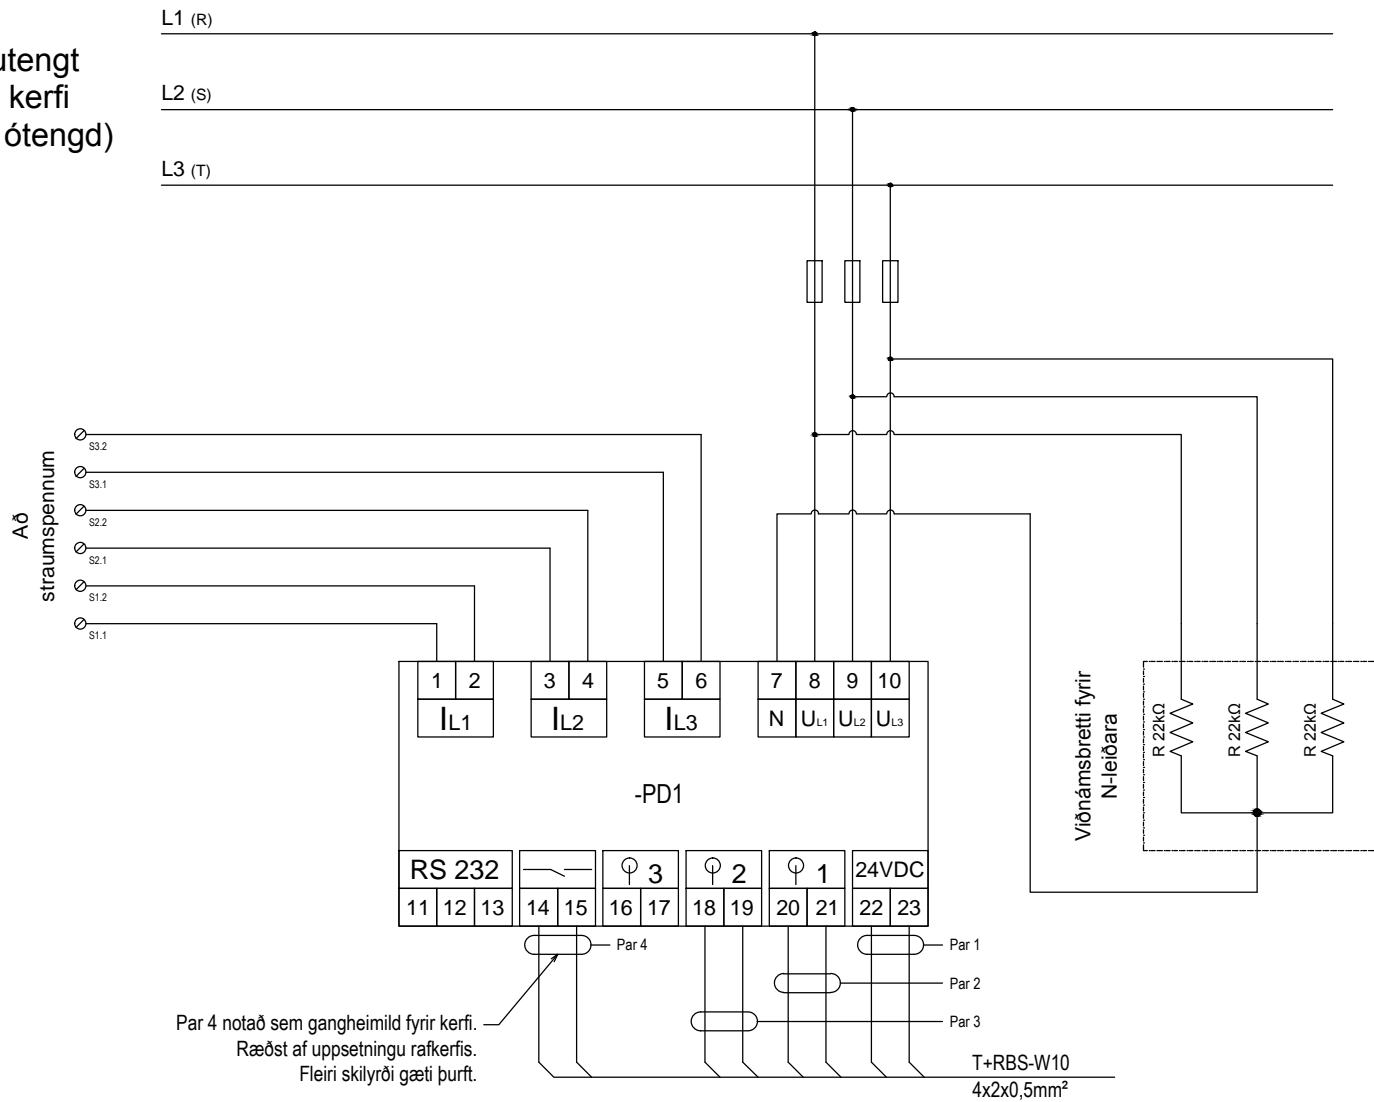 L1 (R)
utengt
kerfi
ótengd)
L2 (S)
L3 (T)
Að
straumspennum
S3.2
S3.1
S2.2
S2.1
S1.2
S1.1
1 2 3 4 5 6 7 8 9 10
IL1 IL2 IL3 N UL1 UL2 UL3
-PD1
Viðnámsbretti fyrir
N-leiðara
R 22kΩ
R 22kΩ
R 22kΩ
RS 232 3 2 1 24VDC
11 12 13 14 15 16 17 18 19 20 21 22 23
Par 4
Par 1
Par 2
Par 3
Par 4 notað sem gangheimild fyrir kerfi.
Ræðst af uppsetningu rafkerfis.
Fleiri skilyrði gæti þurft.
T+RBS-W10
4x2x0,5mm²